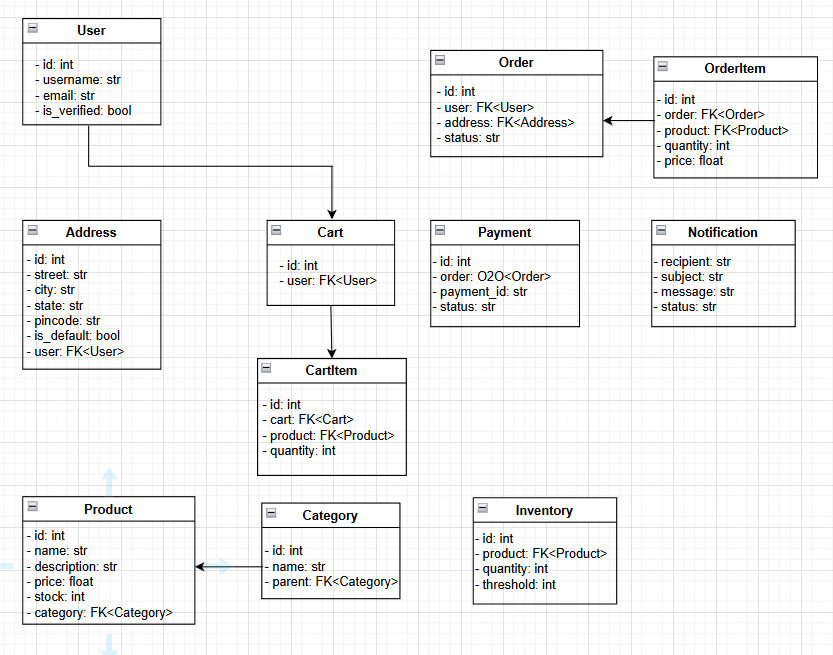 User
- id: int
- username: str
- email: str
- is_verified: bool
Order
- id: int
- user: FK<User>
- address: FK<Address>
- status: str
OrderItem
- id: int
- order: FK<Order>
- product: FK<Product>
- quantity: int
- price: float
Address
- id: int
- street: str
- city: str
- state: str
- pincode: str
- is_default: bool
- user: FK<User>
Cart
- id: int
- user: FK<User>
Payment
- id: int
- order: O2O<Order>
- payment_id: str
- status: str
Notification
- recipient: str
- subject: str
- message: str
- status: str
CartItem
- id: int
- cart: FK<Cart>
- product: FK<Product>
- quantity: int
Product
- id: int
- name: str
- description: str
- price: float
- stock: int
- category: FK<Category>
Category
- id: int
- name: str
- parent: FK<Category>
Inventory
- id: int
- product: FK<Product>
- quantity: int
- threshold: int